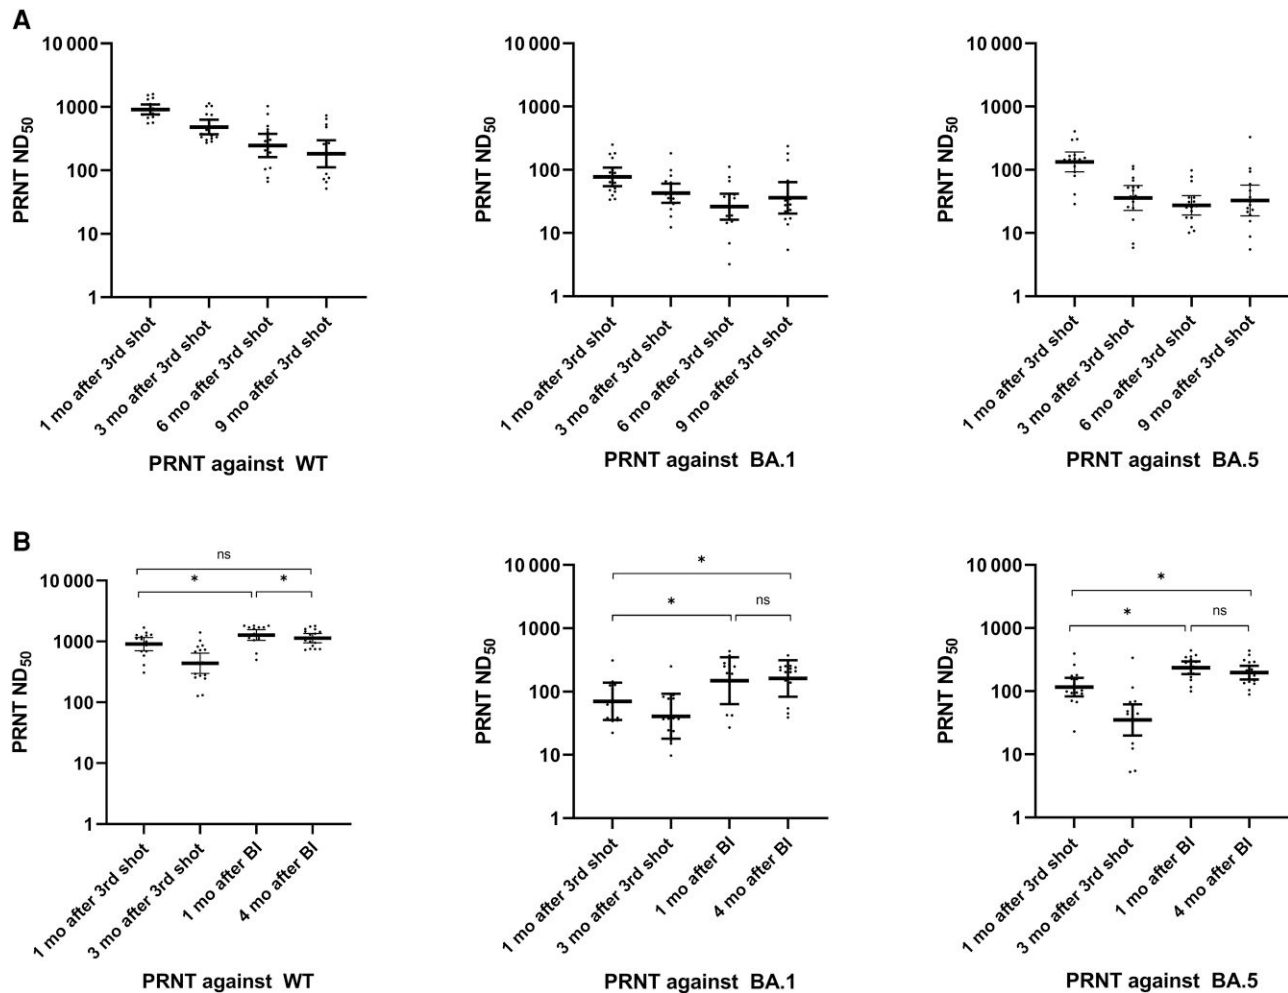 A
10 000
1000
100
10
1
PRNT ND50
1 mo after 3rd shot
3 mo after 3rd shot
6 mo after 3rd shot
9 mo after 3rd shot
PRNT against WT
10 000
1000
100
10
1
PRNT ND50
1 mo after 3rd shot
3 mo after 3rd shot
6 mo after 3rd shot
9 mo after 3rd shot
PRNT against BA.1
10 000
1000
100
10
1
PRNT ND50
1 mo after 3rd shot
3 mo after 3rd shot
6 mo after 3rd shot
9 mo after 3rd shot
PRNT against BA.5
B
ns
*
*
10 000
1000
100
10
1
PRNT ND50
1 mo after 3rd shot
3 mo after 3rd shot
1 mo after BI
4 mo after BI
PRNT against WT
*
*
ns
10 000
1000
100
10
1
PRNT ND50
1 mo after 3rd shot
3 mo after 3rd shot
1 mo after BI
4 mo after BI
PRNT against BA.1
*
*
ns
10 000
1000
100
10
1
PRNT ND50
1 mo after 3rd shot
3 mo after 3rd shot
1 mo after BI
4 mo after BI
PRNT against BA.5